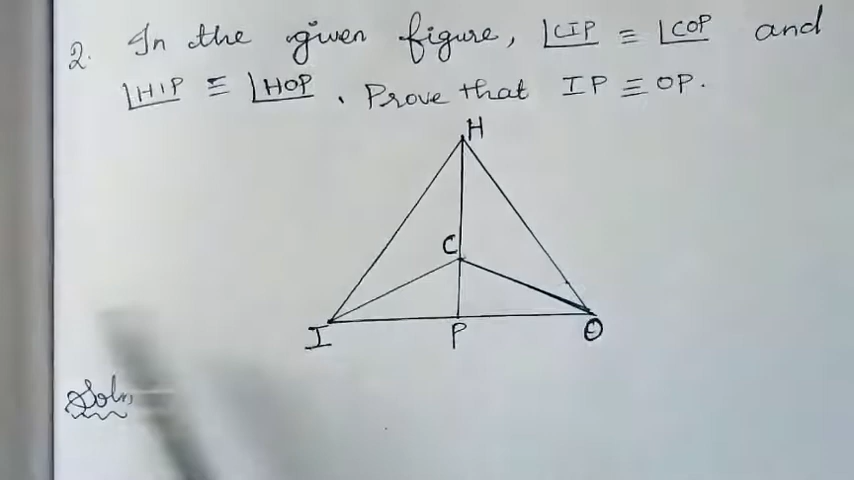 2. In the given figure, ∠CIP ≡ ∠COP and
∠HIP ≡ ∠HOP. Prove that IP ≡ OP.
H
C
I
P
O
Soln,